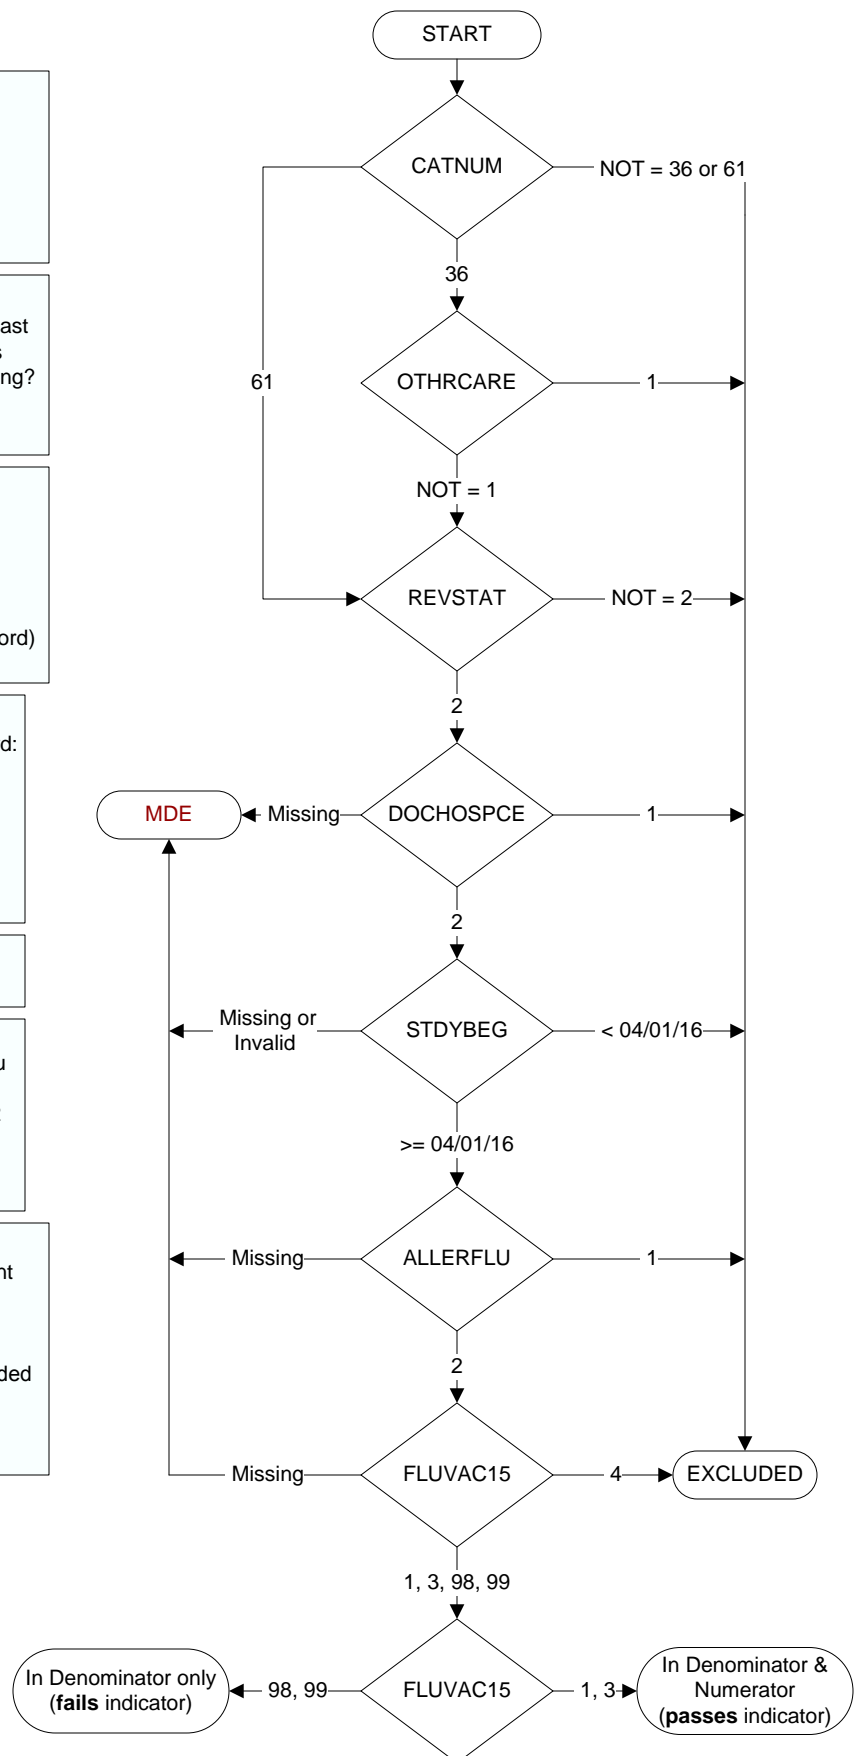 START
CATNUM
NOT = 36 or 61
36
61
OTHRCARE
1
NOT = 1
REVSTAT
NOT = 2
2
MDE
Missing
DOCHOSPCE
1
2
Missing or
Invalid
STDYBEG
< 04/01/16
>= 04/01/16
Missing
ALLERFLU
1
2
Missing
FLUVAC15
4
EXCLUDED
1, 3, 98, 99
In Denominator only
(fails indicator)
98, 99
FLUVAC15
1, 3
In Denominator &
Numerator
(passes indicator)